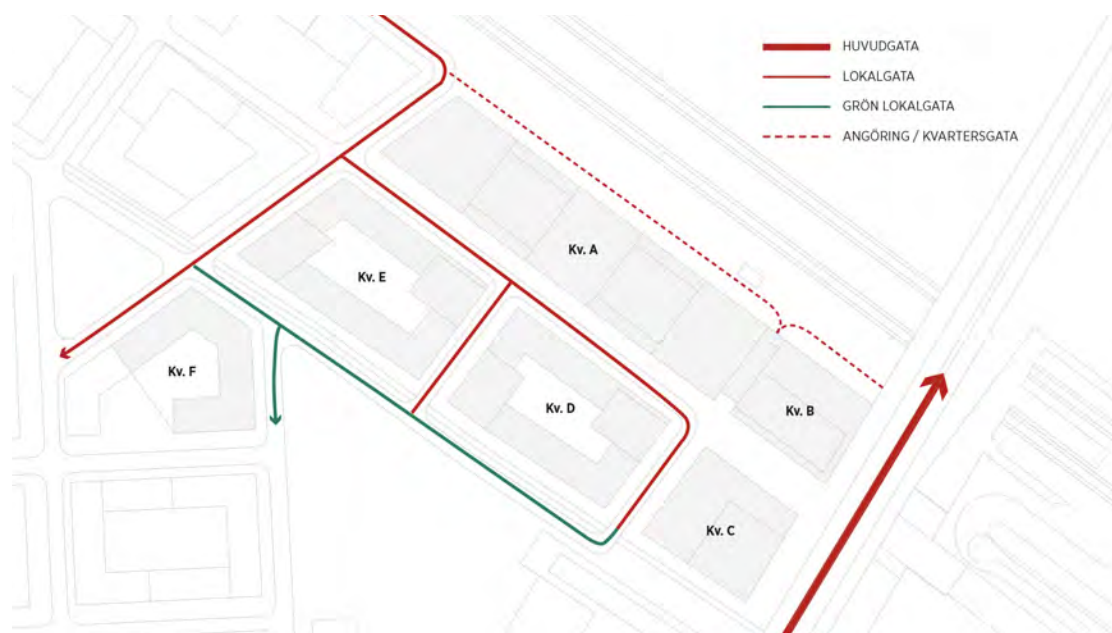 HUVUDGATA
LOKALGATA
GRÖN LOKALGATA
ANGÖRING / KVARTERSGATA
Kv. A
Kv. E
Kv. F
Kv. D
Kv. B
Kv. C